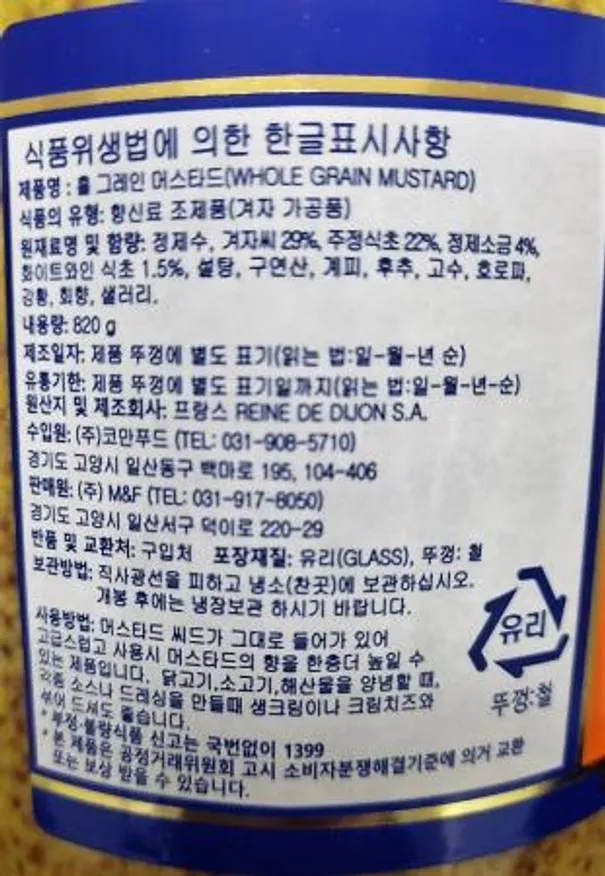 식품위생법에 의한 한글표시사항
제품명 : 홀 그레인 머스타드(WHOLE GRAIN MUSTARD)
식품의 유형: 향신료 조제품(겨자 가공품)
원재료명 및 함량: 정제수, 겨자씨 29%, 주정식초 22%, 정제소금 4%,
화이트와인 식초 1.5%, 설탕, 구연산, 계피, 후추, 고수, 호로파,
강황, 회향, 샐러리.
내용량: 820 g
제조일자: 제품 뚜껑에 별도 표기(읽는 법:일-월-년 순)
유통기한: 제품 뚜껑에 별도 표기일까지(읽는 법:일-월-년-순)
원산지 및 제조회사: 프랑스 REINE DE DIJON S.A.
수입원: (주)코만푸드 (TEL: 031-908-5710)
경기도 고양시 일산동구 백마로 195, 104-406
판매원: (주) M&F (TEL: 031-917-8050)
경기도 고양시 일산서구 덕이로 220-29
반품 및 교환처: 구입처 포장재질: 유리(GLASS), 뚜껑: 철
보관방법: 직사광선을 피하고 냉소(찬곳)에 보관하십시오.
개봉 후에는 냉장보관 하시기 바랍니다.
사용방법: 머스타드 씨드가 그대로 들어가 있어
고급스럽고 사용시 머스타드의 향을 한층더 높일 수
있는 제품입니다. 닭고기,소고기,해산물을 양념할 때,
각종 소스나 드레싱을 만들때 생크림이나 크림치즈와
섞어 드셔도 좋습니다.
* 부정·불량식품 신고는 국번없이 1399
* 본 제품은 공정거래위원회 고시 소비자분쟁해결기준에 의거 교환
또는 보상 받을 수 있습니다.
유리
뚜껑:철